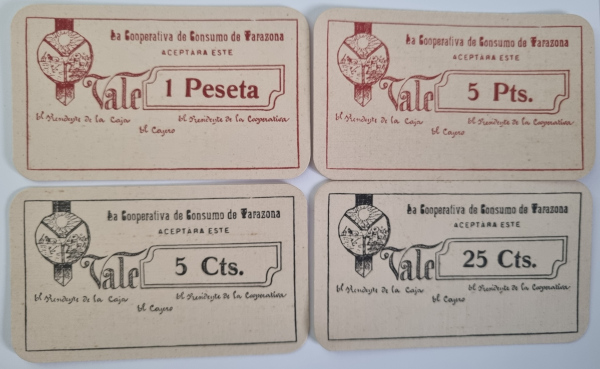 La Cooperativa de Consumo de Tarazona
ACEPTARA ESTE
Vale 1 Peseta
El Presidente de la Caja El Presidente de la Cooperativa
El Cajero
La Cooperativa de Consumo de Tarazona
ACEPTARA ESTE
Vale 5 Pts.
El Presidente de la Caja El Presidente de la Cooperativa
El Cajero
La Cooperativa de Consumo de Tarazona
ACEPTARA ESTE
Vale 5 Cts.
El Presidente de la Caja El Presidente de la Cooperativa
El Cajero
La Cooperativa de Consumo de Tarazona
ACEPTARA ESTE
Vale 25 Cts.
El Presidente de la Caja El Presidente de la Cooperativa
El Cajero